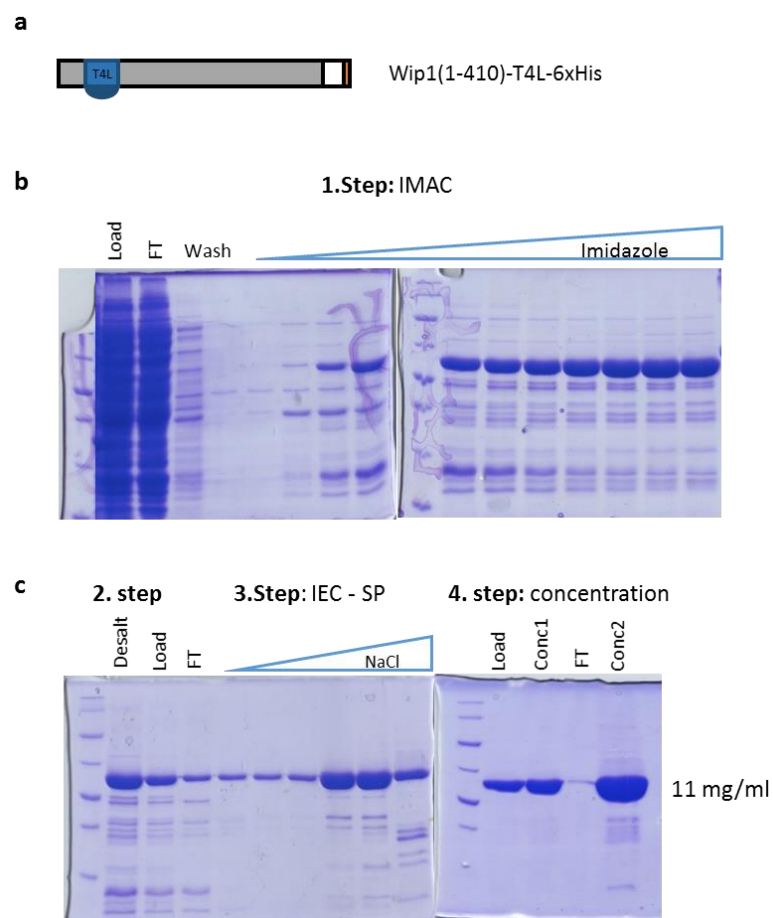 a
T4L
Wip1(1-410)-T4L-6xHis
b
1.Step: IMAC
Load
FT
Wash
Imidazole
c
2. step
3.Step: IEC - SP
4. step: concentration
Desalt
Load
FT
NaCl
Load
Conc1
FT
Conc2
11 mg/ml